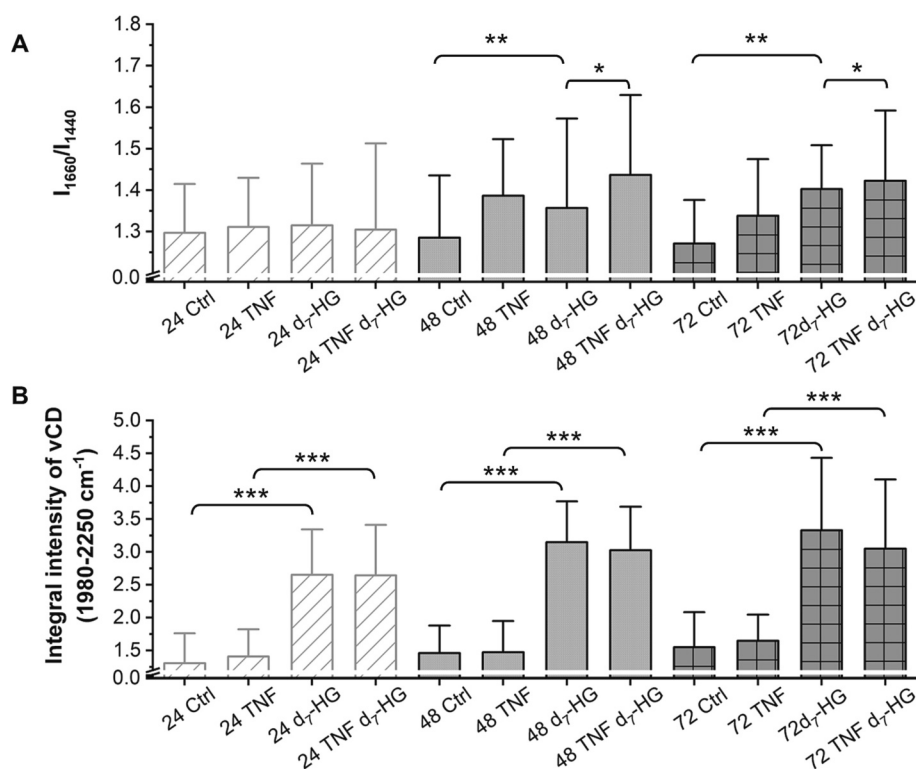 A
I1660/I1440
1.8
1.7
1.6
1.5
1.4
1.3
0.0
**
*
**
*
24 Ctrl
24 TNF
24 d7-HG
24 TNF d7-HG
48 Ctrl
48 TNF
48 d7-HG
48 TNF d7-HG
72 Ctrl
72 TNF
72d7-HG
72 TNF d7-HG
B
Integral intensity of νCD
(1980-2250 cm-1)
5.0
4.5
4.0
3.5
3.0
2.5
2.0
1.5
0.0
***
***
***
***
***
***
24 Ctrl
24 TNF
24 d7-HG
24 TNF d7-HG
48 Ctrl
48 TNF
48 d7-HG
48 TNF d7-HG
72 Ctrl
72 TNF
72d7-HG
72 TNF d7-HG